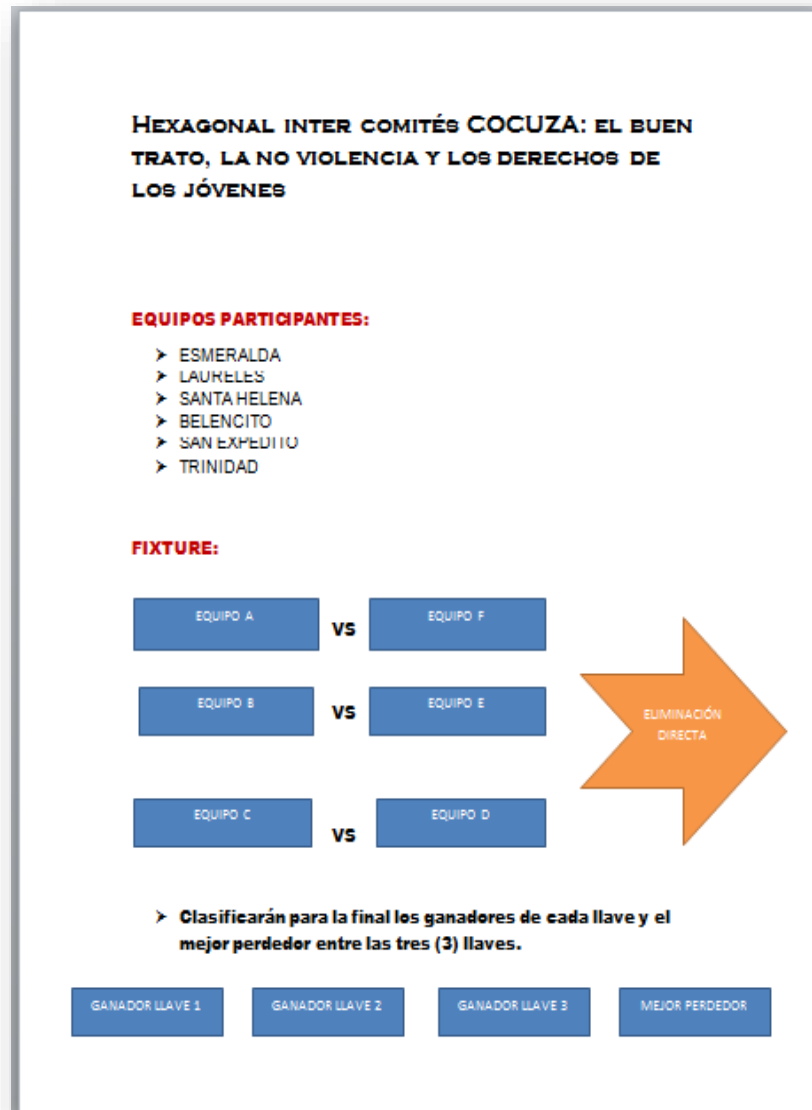 HEXAGONAL INTER COMITÉS COCUZA: EL BUEN
TRATO, LA NO VIOLENCIA Y LOS DERECHOS DE
LOS JÓVENES
EQUIPOS PARTICIPANTES:
➤ ESMERALDA
➤ LAURELES
➤ SANTA HELENA
➤ BELENCITO
➤ SAN EXPEDITO
➤ TRINIDAD
FIXTURE:
EQUIPO A VS EQUIPO F
EQUIPO B VS EQUIPO E
ELIMINACIÓN
DIRECTA
EQUIPO C VS EQUIPO D
➤ Clasificarán para la final los ganadores de cada llave y el
mejor perdedor entre las tres (3) llaves.
GANADOR LLAVE 1 GANADOR LLAVE 2 GANADOR LLAVE 3 MEJOR PERDEDOR